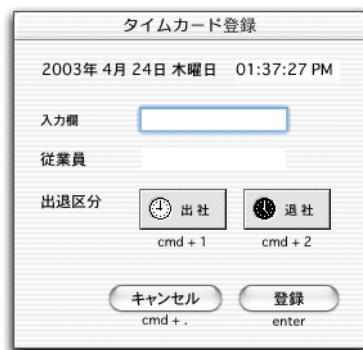 タイムカード登録
2003年 4月 24日 木曜日 01:37:27 PM
入力欄
従業員
出退区分 出 社 退 社
cmd + 1 cmd + 2
キャンセル 登録
cmd + . enter